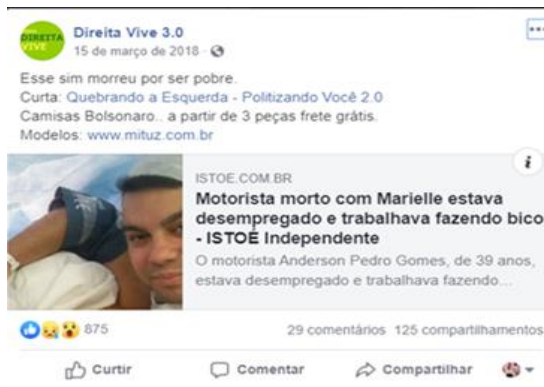 DIREITA
VIVE
Direita Vive 3.0
15 de março de 2018
Esse sim morreu por ser pobre.
Curta: Quebrando a Esquerda - Politizando Você 2.0
Camisas Bolsonaro.. a partir de 3 peças frete grátis.
Modelos: www.mituz.com.br
i
ISTOE.COM.BR
Motorista morto com Marielle estava
desempregado e trabalhava fazendo bico
- ISTOÉ Independente
O motorista Anderson Pedro Gomes, de 39 anos,
estava desempregado e trabalhava fazendo...
875
29 comentários 125 compartilhamentos
Curtir
Comentar
Compartilhar